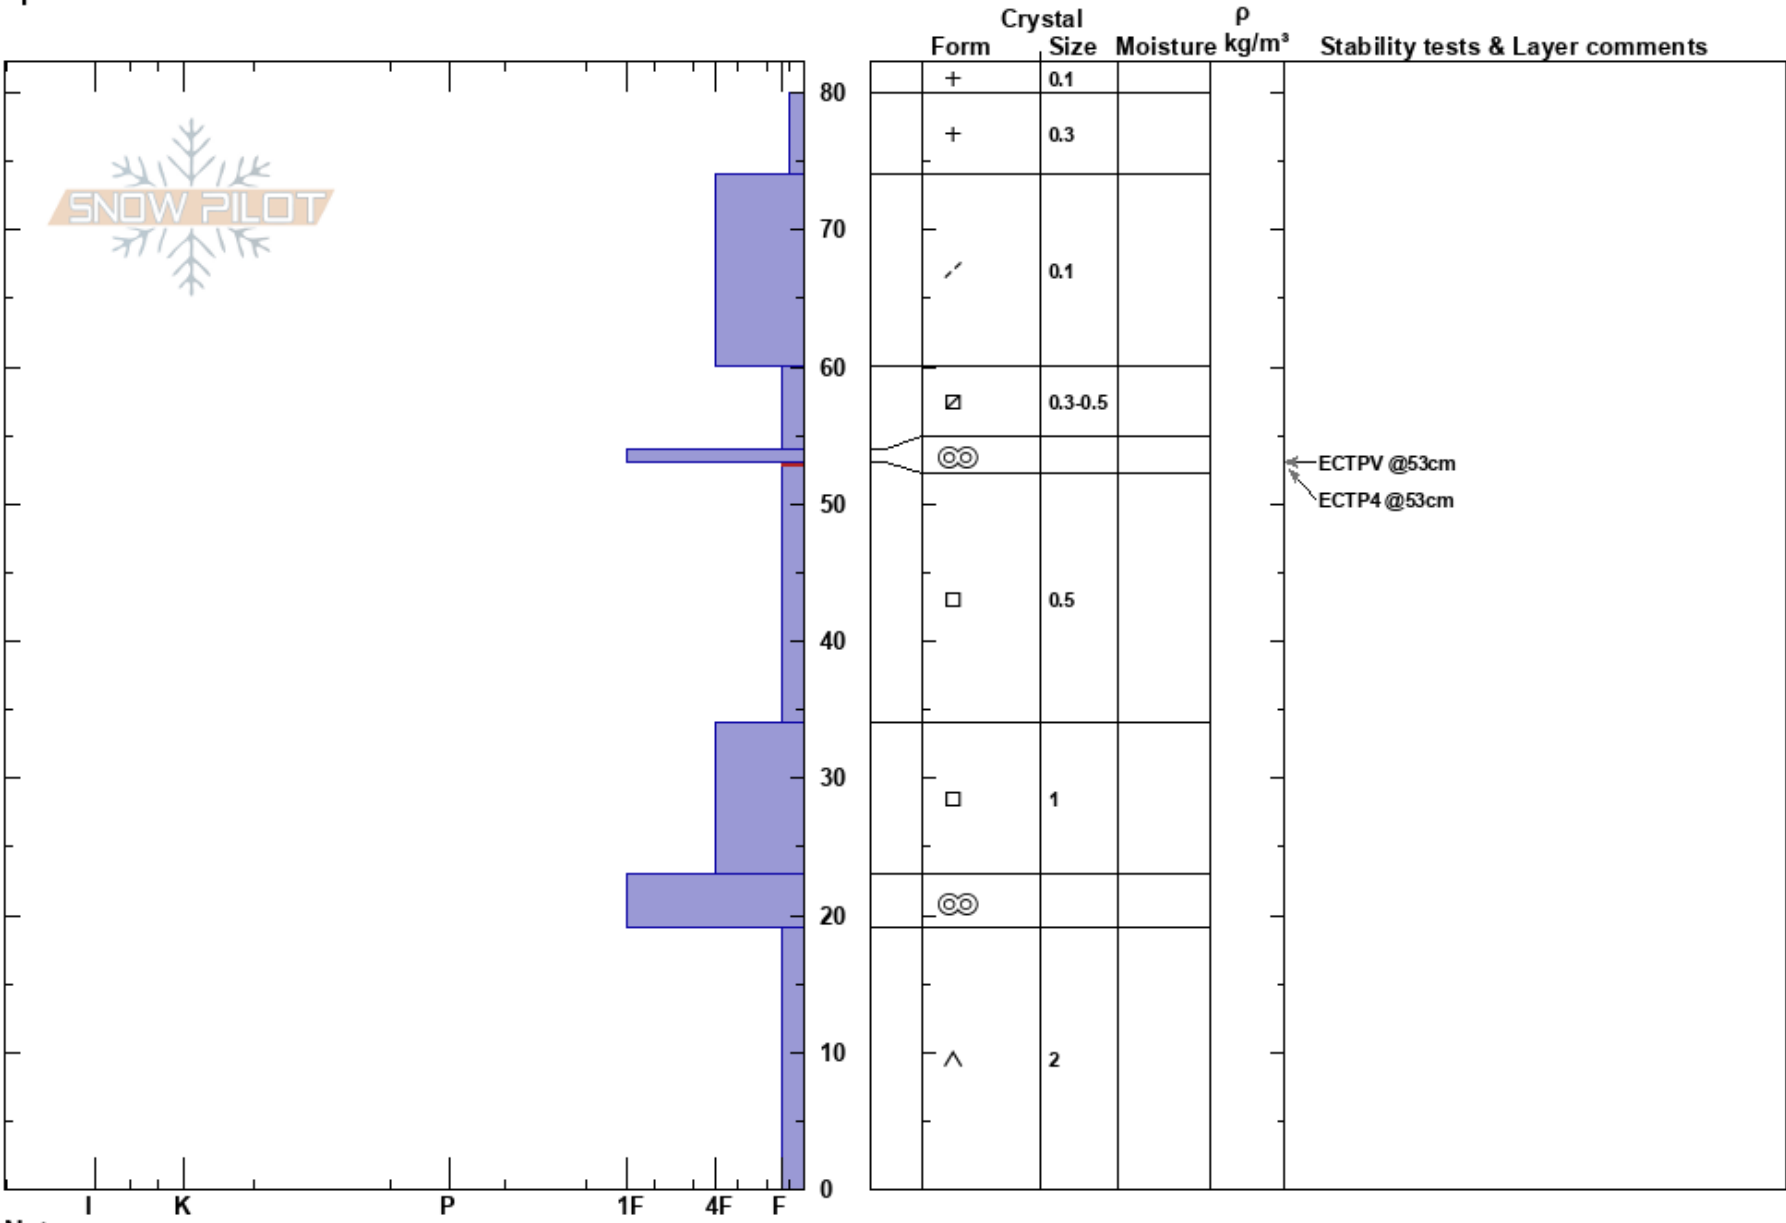 Crystal ρ
Form Size Moisture kg/m³ Stability tests & Layer comments
+ 0.1
80
+ 0.3
SNOW PILOT
70
0.1
60
0.3-0.5
ECTPV @53cm
50 ECTP4 @53cm
0.5
40
30
1
20
10
2
0
I K P 1F 4F F